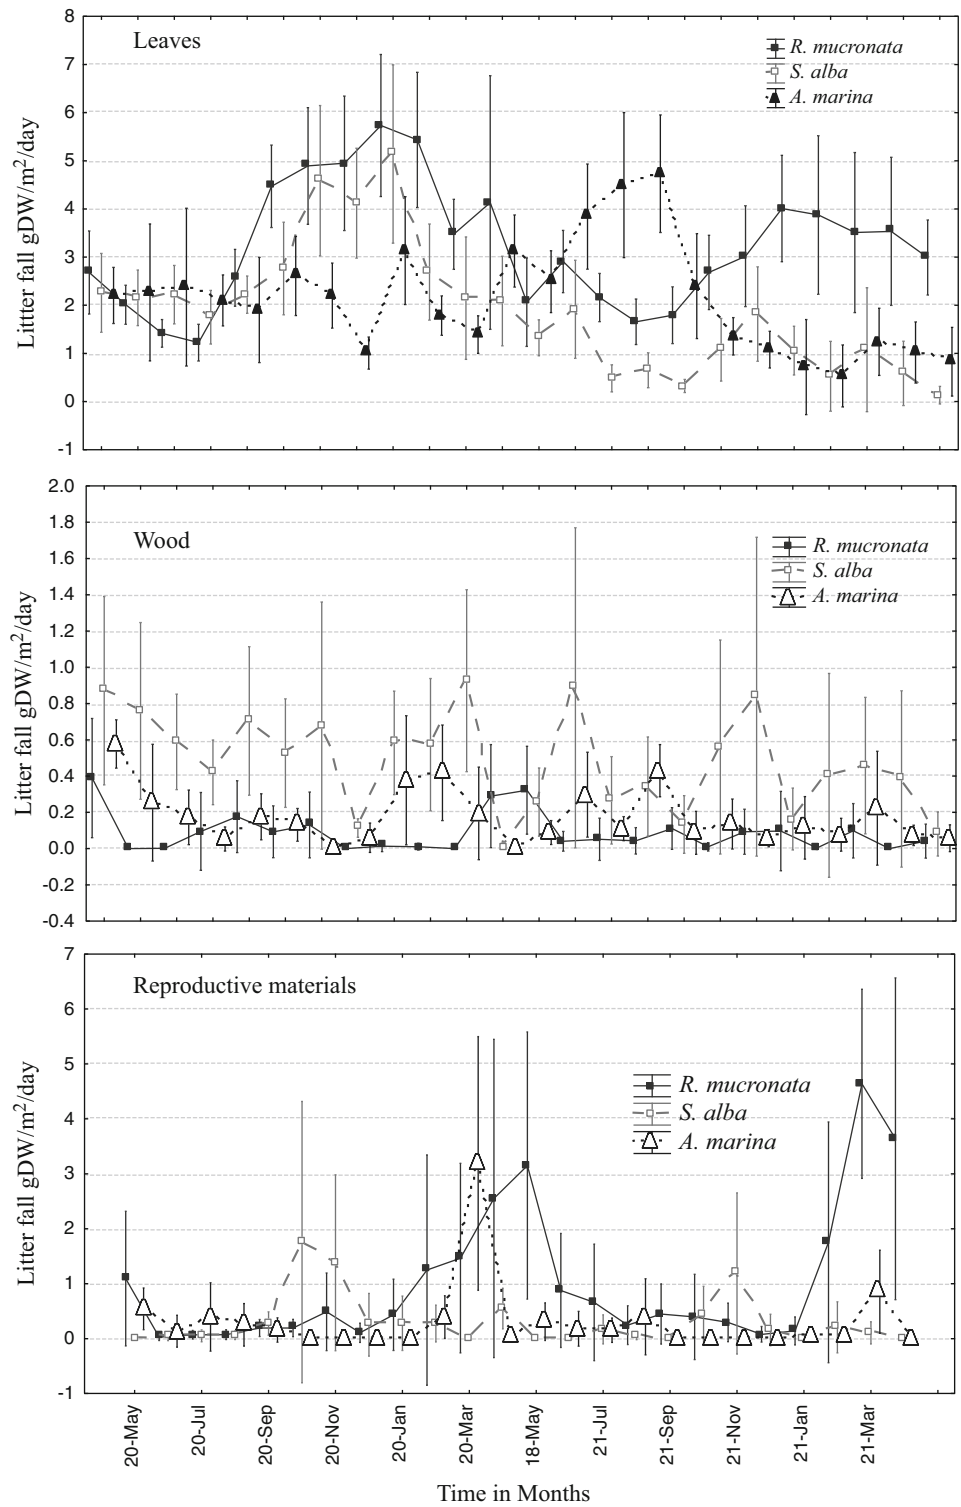 Leaves
R. mucronata
S. alba
A. marina
Littter fall gDW/m²/day
8
7
6
5
4
3
2
1
0
-1
Wood
R. mucronata
S. alba
A. marina
Litter fall gDW/m²/day
2.0
1.8
1.6
1.4
1.2
1.0
0.8
0.6
0.4
0.2
0.0
-0.2
-0.4
Reproductive materials
R. mucronata
S. alba
A. marina
Litter fall gDW/m²/day
7
6
5
4
3
2
1
0
-1
20-May
20-Jul
20-Sep
20-Nov
20-Jan
20-Mar
18-May
21-Jul
21-Sep
21-Nov
21-Jan
21-Mar
Time in Months